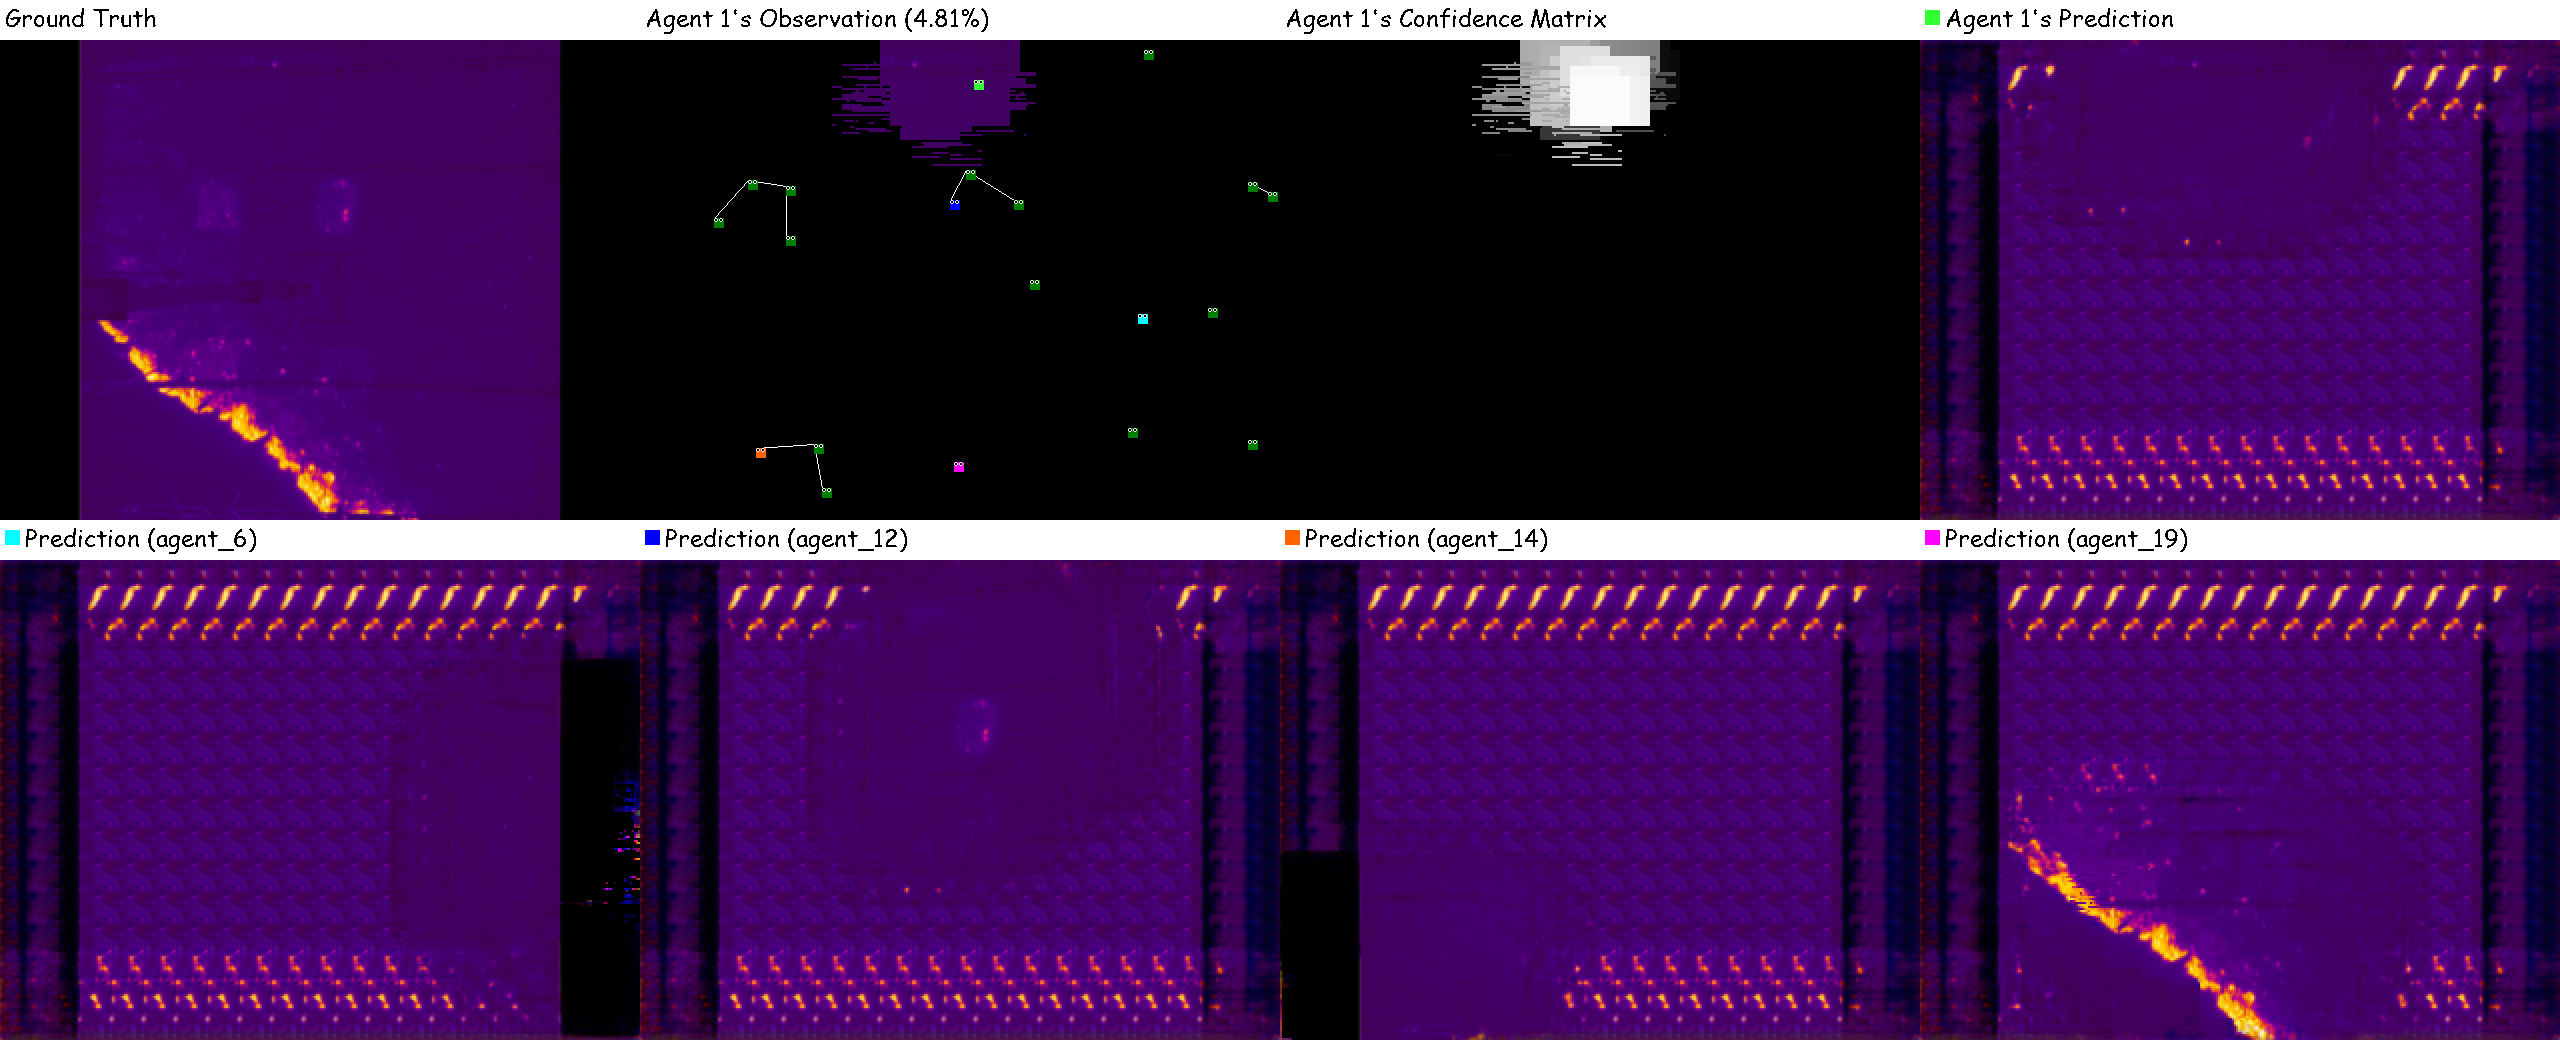 Ground Truth
Agent 1's Observation (4.81%)
Agent 1's Confidence Matrix
Agent 1's Prediction
Prediction (agent_6)
Prediction (agent_12)
Prediction (agent_14)
Prediction (agent_19)